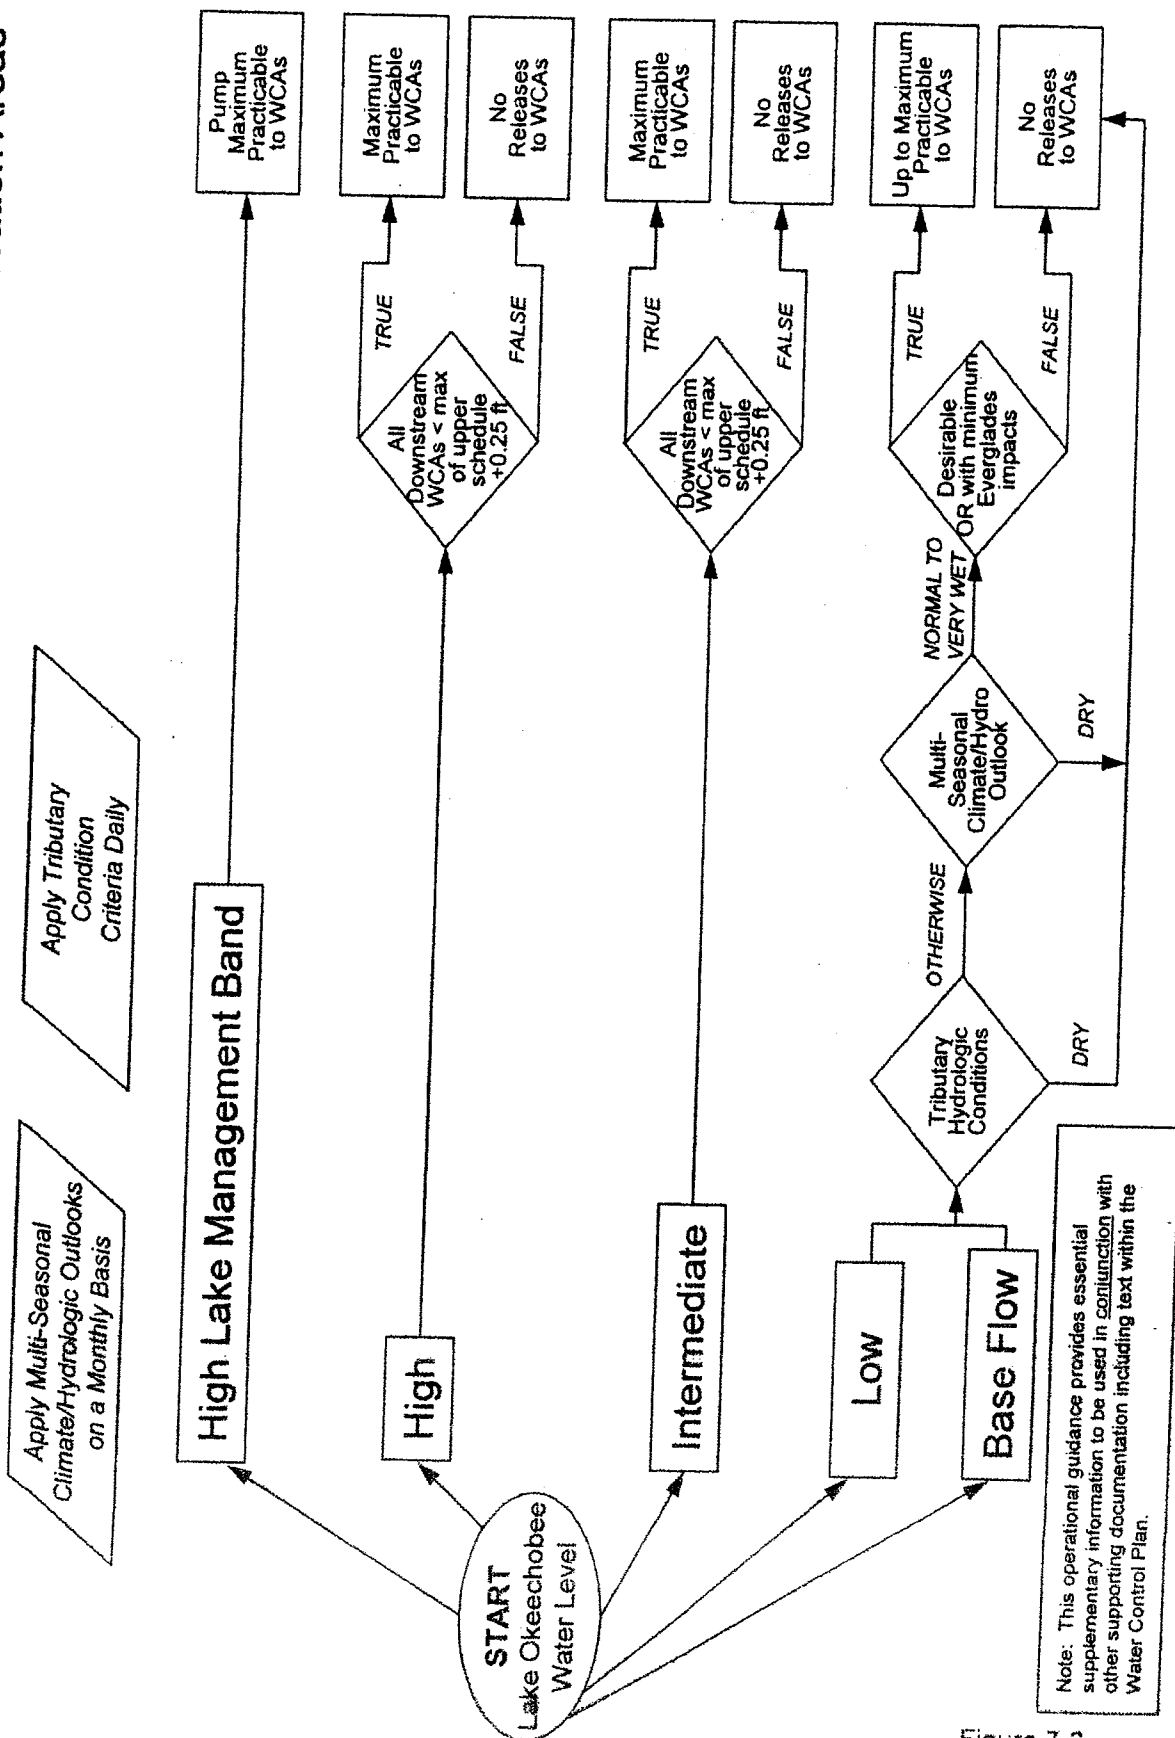 Apply Multi-Seasonal
Climate/Hydrologic Outlooks
on a Monthly Basis
Apply Tributary
Condition
Criteria Daily
START
Lake Okeechobee
Water Level
High Lake Management Band
Pump
Maximum
Practicable
to WCAs
High
All
Downstream
WCAs < max
of upper
schedule
+0.25 ft
TRUE
Maximum
Practicable
to WCAs
FALSE
No
Releases
to WCAs
Intermediate
All
Downstream
WCAs < max
of upper
schedule
+0.25 ft
TRUE
Maximum
Practicable
to WCAs
FALSE
No
Releases
to WCAs
Low
Base Flow
Tributary
Hydrologic
Conditions
OTHERWISE
DRY
Multi-
Seasonal
Climate/Hydro
Outlook
NORMAL TO
VERY WET
DRY
Desirable
OR with minimum
Everglades
impacts
TRUE
Up to Maximum
Practicable
to WCAs
FALSE
No
Releases
to WCAs
Note: This operational guidance provides essential
supplementary information to be used in conjunction with
other supporting documentation including text within the
Water Control Plan.